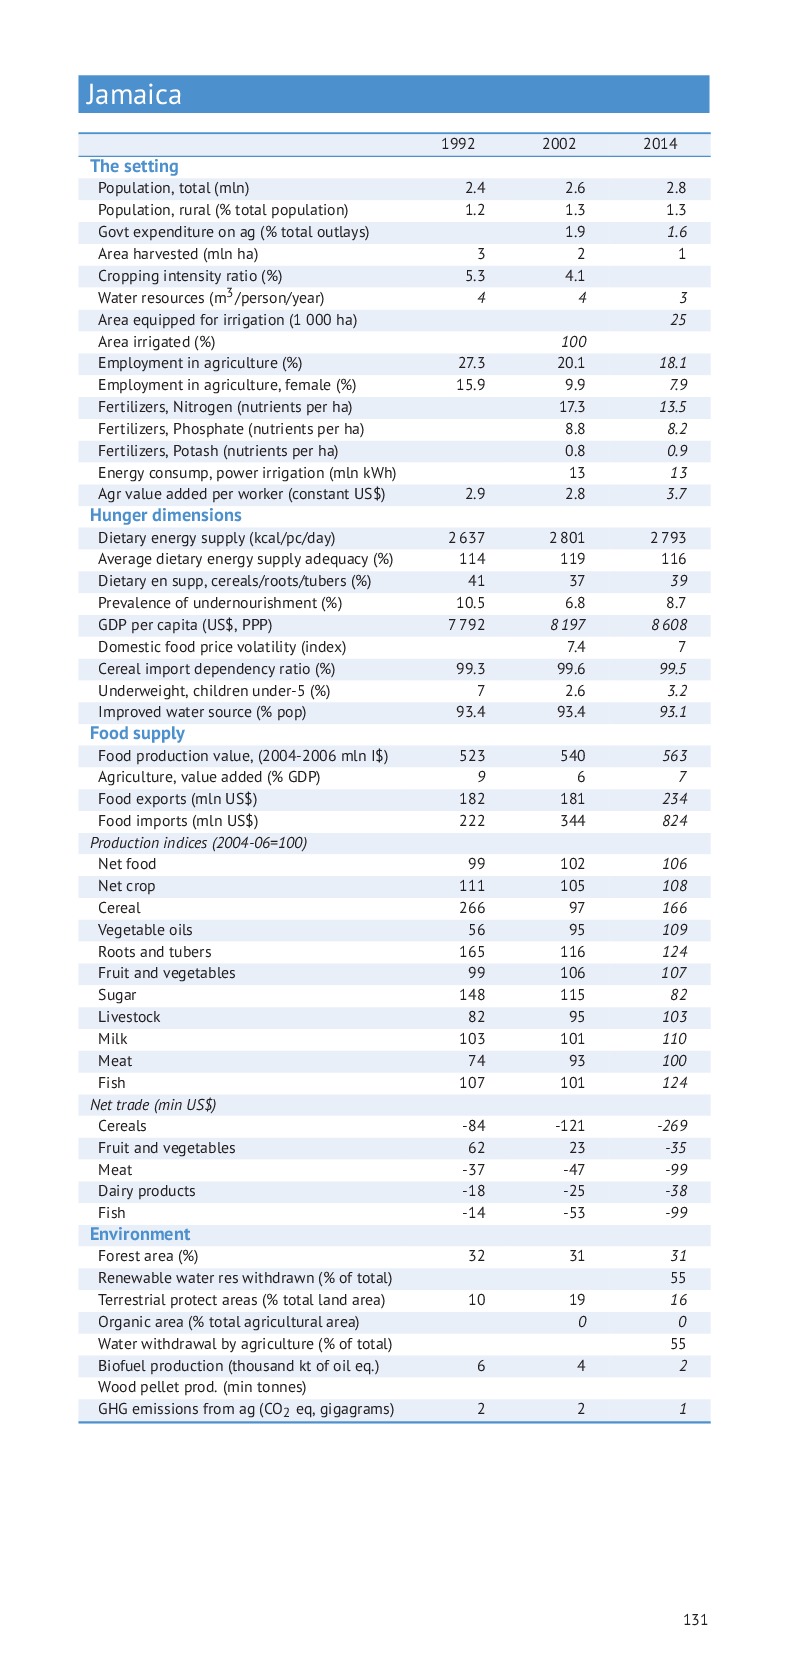 Jamaica
1992 2002 2014
The setting
Population, total (mln) 2.4 2.6 2.8
Population, rural (% total population) 1.2 1.3 1.3
Govt expenditure on ag (% total outlays) 1.9 1.6
Area harvested (mln ha) 3 2 1
Cropping intensity ratio (%) 5.3 4.1
Water resources (m3/person/year) 4 4 3
Area equipped for irrigation (1 000 ha) 25
Area irrigated (%) 100
Employment in agriculture (%) 27.3 20.1 18.1
Employment in agriculture, female (%) 15.9 9.9 7.9
Fertilizers, Nitrogen (nutrients per ha) 17.3 13.5
Fertilizers, Phosphate (nutrients per ha) 8.8 8.2
Fertilizers, Potash (nutrients per ha) 0.8 0.9
Energy consump, power irrigation (mln kWh) 13 13
Agr value added per worker (constant US$) 2.9 2.8 3.7
Hunger dimensions
Dietary energy supply (kcal/pc/day) 2 637 2 801 2 793
Average dietary energy supply adequacy (%) 114 119 116
Dietary en supp, cereals/roots/tubers (%) 41 37 39
Prevalence of undernourishment (%) 10.5 6.8 8.7
GDP per capita (US$, PPP) 7 792 8 197 8 608
Domestic food price volatility (index) 7.4 7
Cereal import dependency ratio (%) 99.3 99.6 99.5
Underweight, children under-5 (%) 7 2.6 3.2
Improved water source (% pop) 93.4 93.4 93.1
Food supply
Food production value, (2004-2006 mln I$) 523 540 563
Agriculture, value added (% GDP) 9 6 7
Food exports (mln US$) 182 181 234
Food imports (mln US$) 222 344 824
Production indices (2004-06=100)
Net food 99 102 106
Net crop 111 105 108
Cereal 266 97 166
Vegetable oils 56 95 109
Roots and tubers 165 116 124
Fruit and vegetables 99 106 107
Sugar 148 115 82
Livestock 82 95 103
Milk 103 101 110
Meat 74 93 100
Fish 107 101 124
Net trade (min US$)
Cereals -84 -121 -269
Fruit and vegetables 62 23 -35
Meat -37 -47 -99
Dairy products -18 -25 -38
Fish -14 -53 -99
Environment
Forest area (%) 32 31 31
Renewable water res withdrawn (% of total) 55
Terrestrial protect areas (% total land area) 10 19 16
Organic area (% total agricultural area) 0 0
Water withdrawal by agriculture (% of total) 55
Biofuel production (thousand kt of oil eq.) 6 4 2
Wood pellet prod. (min tonnes)
GHG emissions from ag (CO2 eq, gigagrams) 2 2 1
131